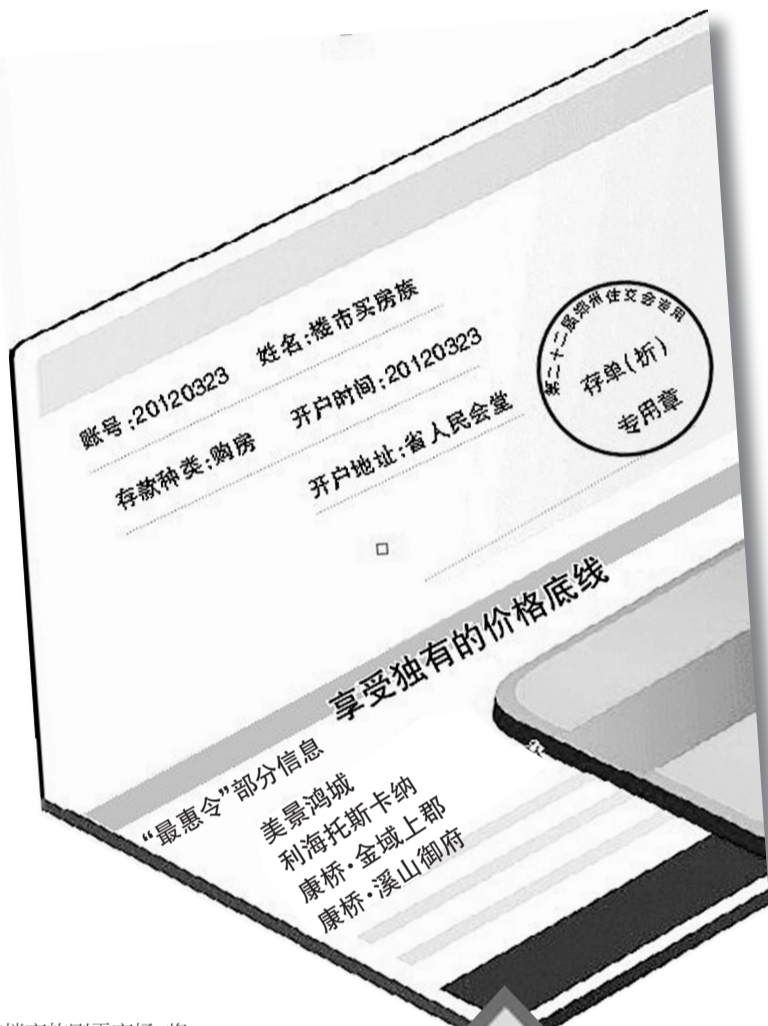 账号:20120323 姓名:楼市买房族
存款种类:购房 开户时间:20120323
开户地址:省人民会堂
第二十二届郑州住交会专用
存单(折)
专用章
享受独有的价格底线
“最惠令”部分信息
美景鸿城
利海托斯卡纳
康桥·金域上郡
康桥·溪山御府